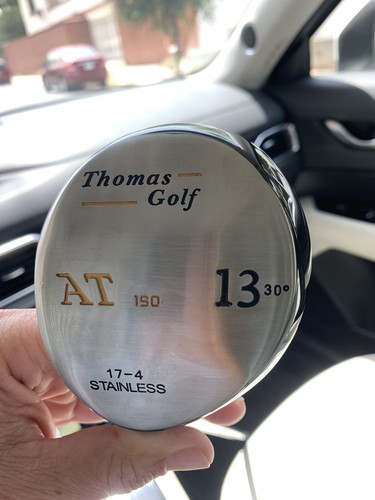 Thomas
Golf
AT 190 13 30°
17-4
STAINLESS